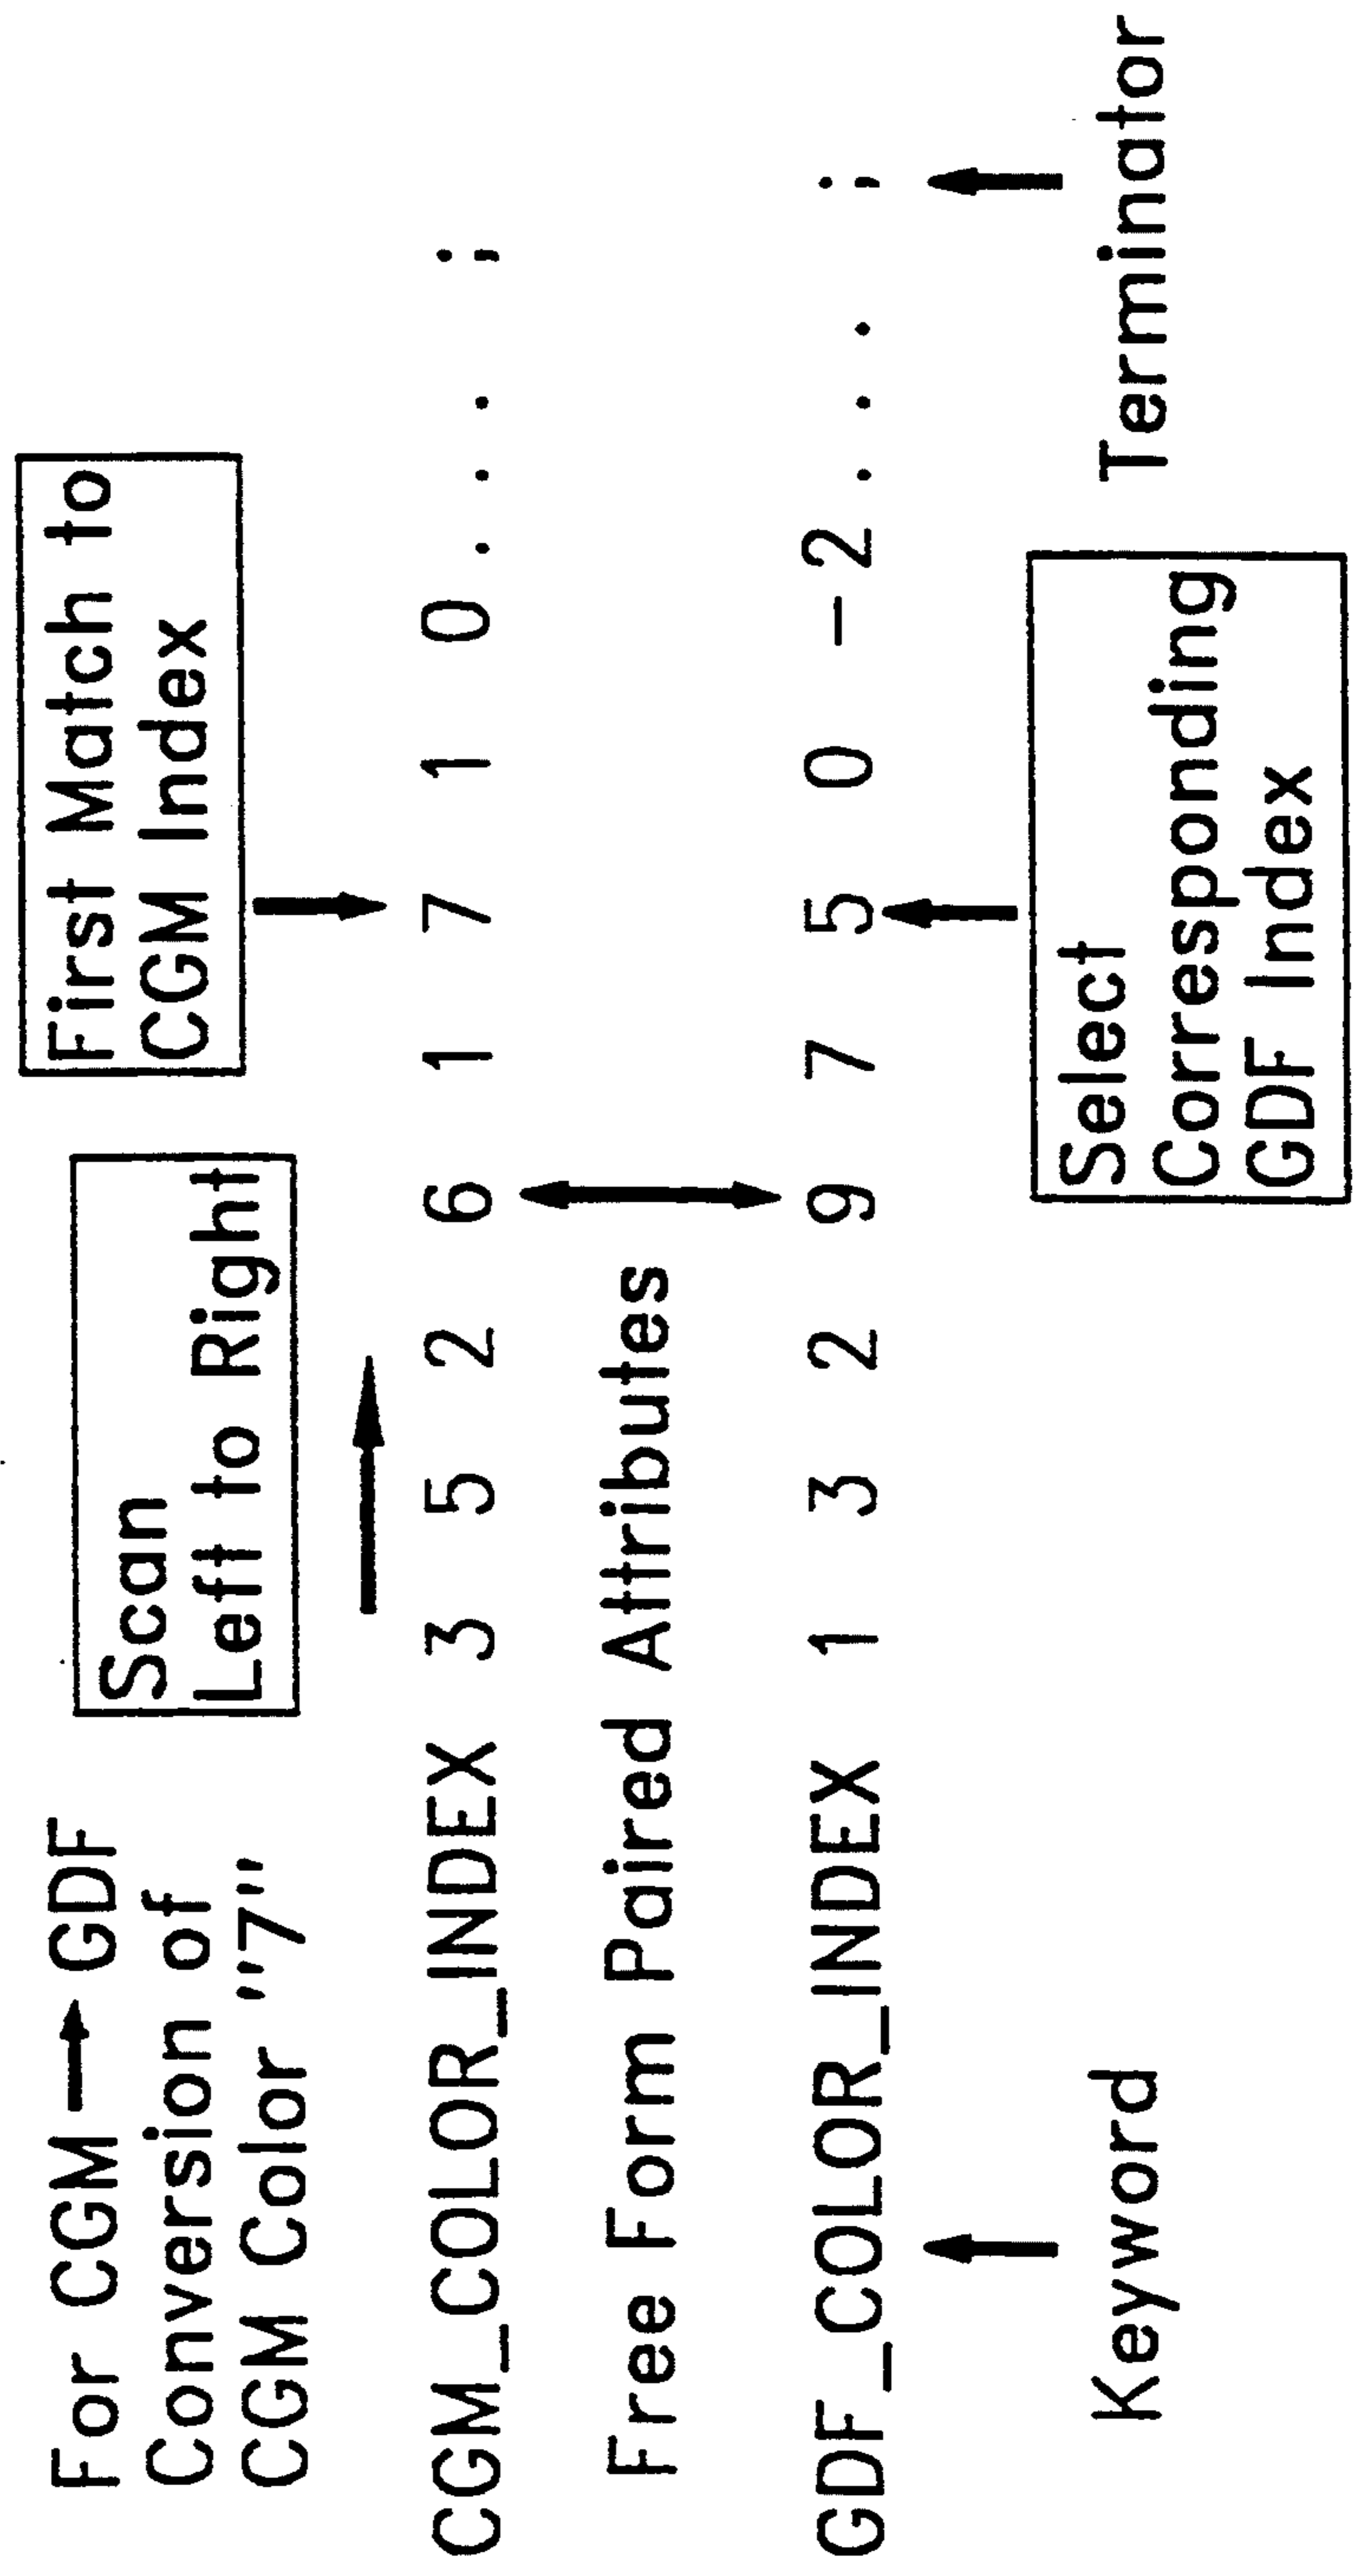 For CGM → GDF
Conversion of
CGM Color "7"
Scan
Left to Right
First Match to
CGM Index
CGM_COLOR_INDEX 3 5 2 6 1 7 1 0 . . . ;
Free Form Paired Attributes
GDF_COLOR_INDEX 1 3 2 9 7 5 0 -2 . . . ;
Keyword
Select
Corresponding
GDF Index
Terminator